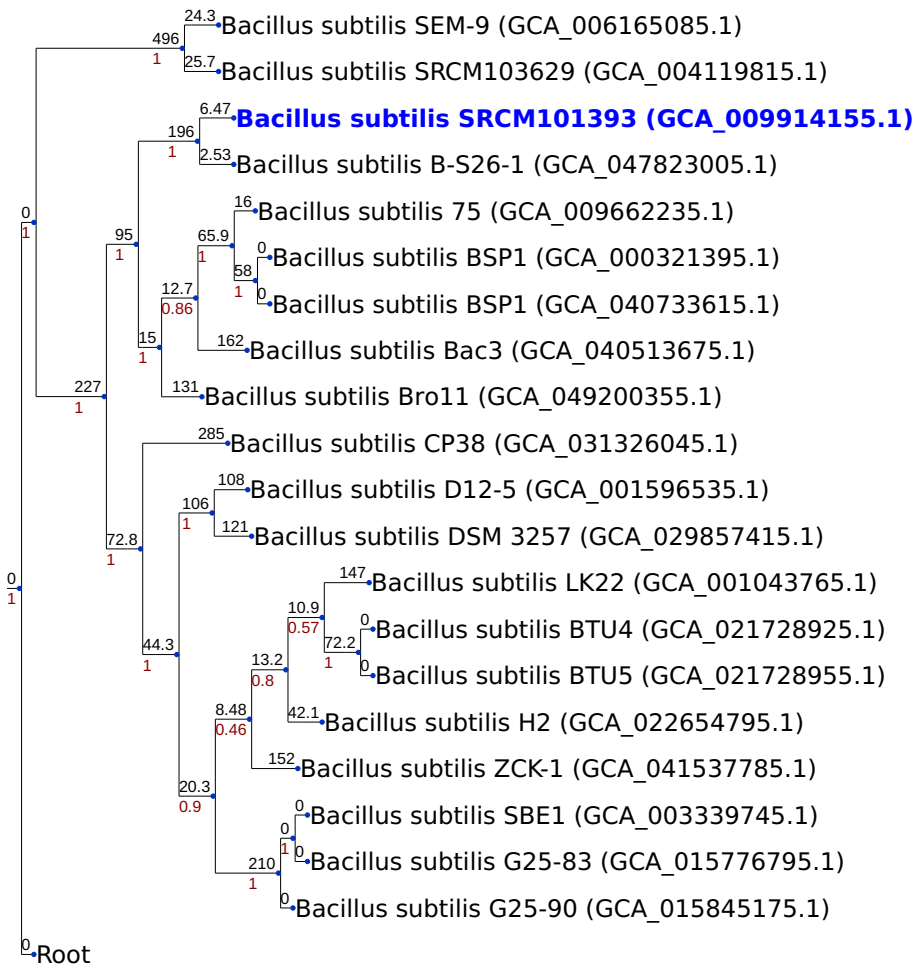 24.3 Bacillus subtilis SEM-9 (GCA_006165085.1)
496
1
25.7 Bacillus subtilis SRCM103629 (GCA_004119815.1)
6.47 Bacillus subtilis SRCM101393 (GCA_009914155.1)
196
1
2.53 Bacillus subtilis B-S26-1 (GCA_047823005.1)
0
1
16 Bacillus subtilis 75 (GCA_009662235.1)
95
1
65.9
1
0 Bacillus subtilis BSP1 (GCA_000321395.1)
58
1
0 Bacillus subtilis BSP1 (GCA_040733615.1)
12.7
0.86
15
1
162 Bacillus subtilis Bac3 (GCA_040513675.1)
227
1
131 Bacillus subtilis Bro11 (GCA_049200355.1)
285 Bacillus subtilis CP38 (GCA_031326045.1)
108 Bacillus subtilis D12-5 (GCA_001596535.1)
106
1
121 Bacillus subtilis DSM 3257 (GCA_029857415.1)
72.8
1
0
1
147 Bacillus subtilis LK22 (GCA_001043765.1)
10.9
0.57
0 Bacillus subtilis BTU4 (GCA_021728925.1)
72.2
1
0 Bacillus subtilis BTU5 (GCA_021728955.1)
44.3
1
13.2
0.8
8.48
0.46
42.1 Bacillus subtilis H2 (GCA_022654795.1)
152 Bacillus subtilis ZCK-1 (GCA_041537785.1)
20.3
0.9
0 Bacillus subtilis SBE1 (GCA_003339745.1)
0
1
0 Bacillus subtilis G25-83 (GCA_015776795.1)
210
1
0 Bacillus subtilis G25-90 (GCA_015845175.1)
0 Root